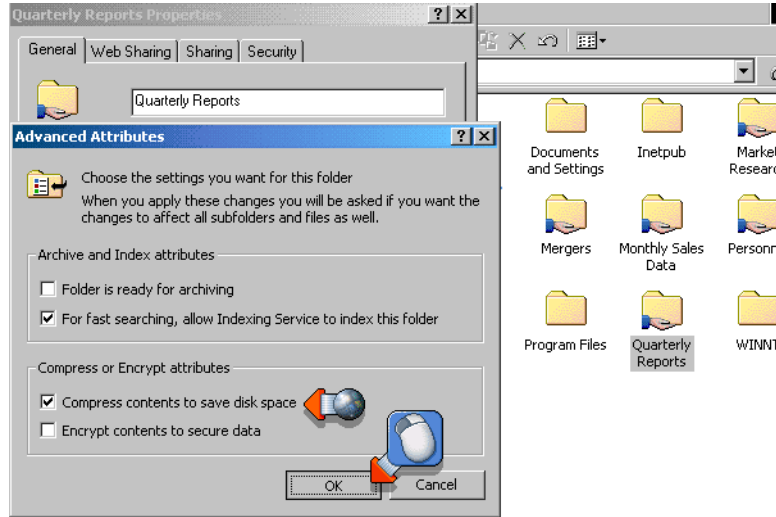 Quarterly Reports Properties
General
Web Sharing
Sharing
Security
Quarterly Reports
Advanced Attributes
Choose the settings you want for this folder
When you apply these changes you will be asked if you want the
changes to affect all subfolders and files as well.
Archive and Index attributes
Folder is ready for archiving
For fast searching, allow Indexing Service to index this folder
Compress or Encrypt attributes
Compress contents to save disk space
Encrypt contents to secure data
OK
Cancel
Documents
and Settings
Inetpub
Market
Researc
Mergers
Monthly Sales
Data
Personn
Program Files
Quarterly
Reports
WINNT